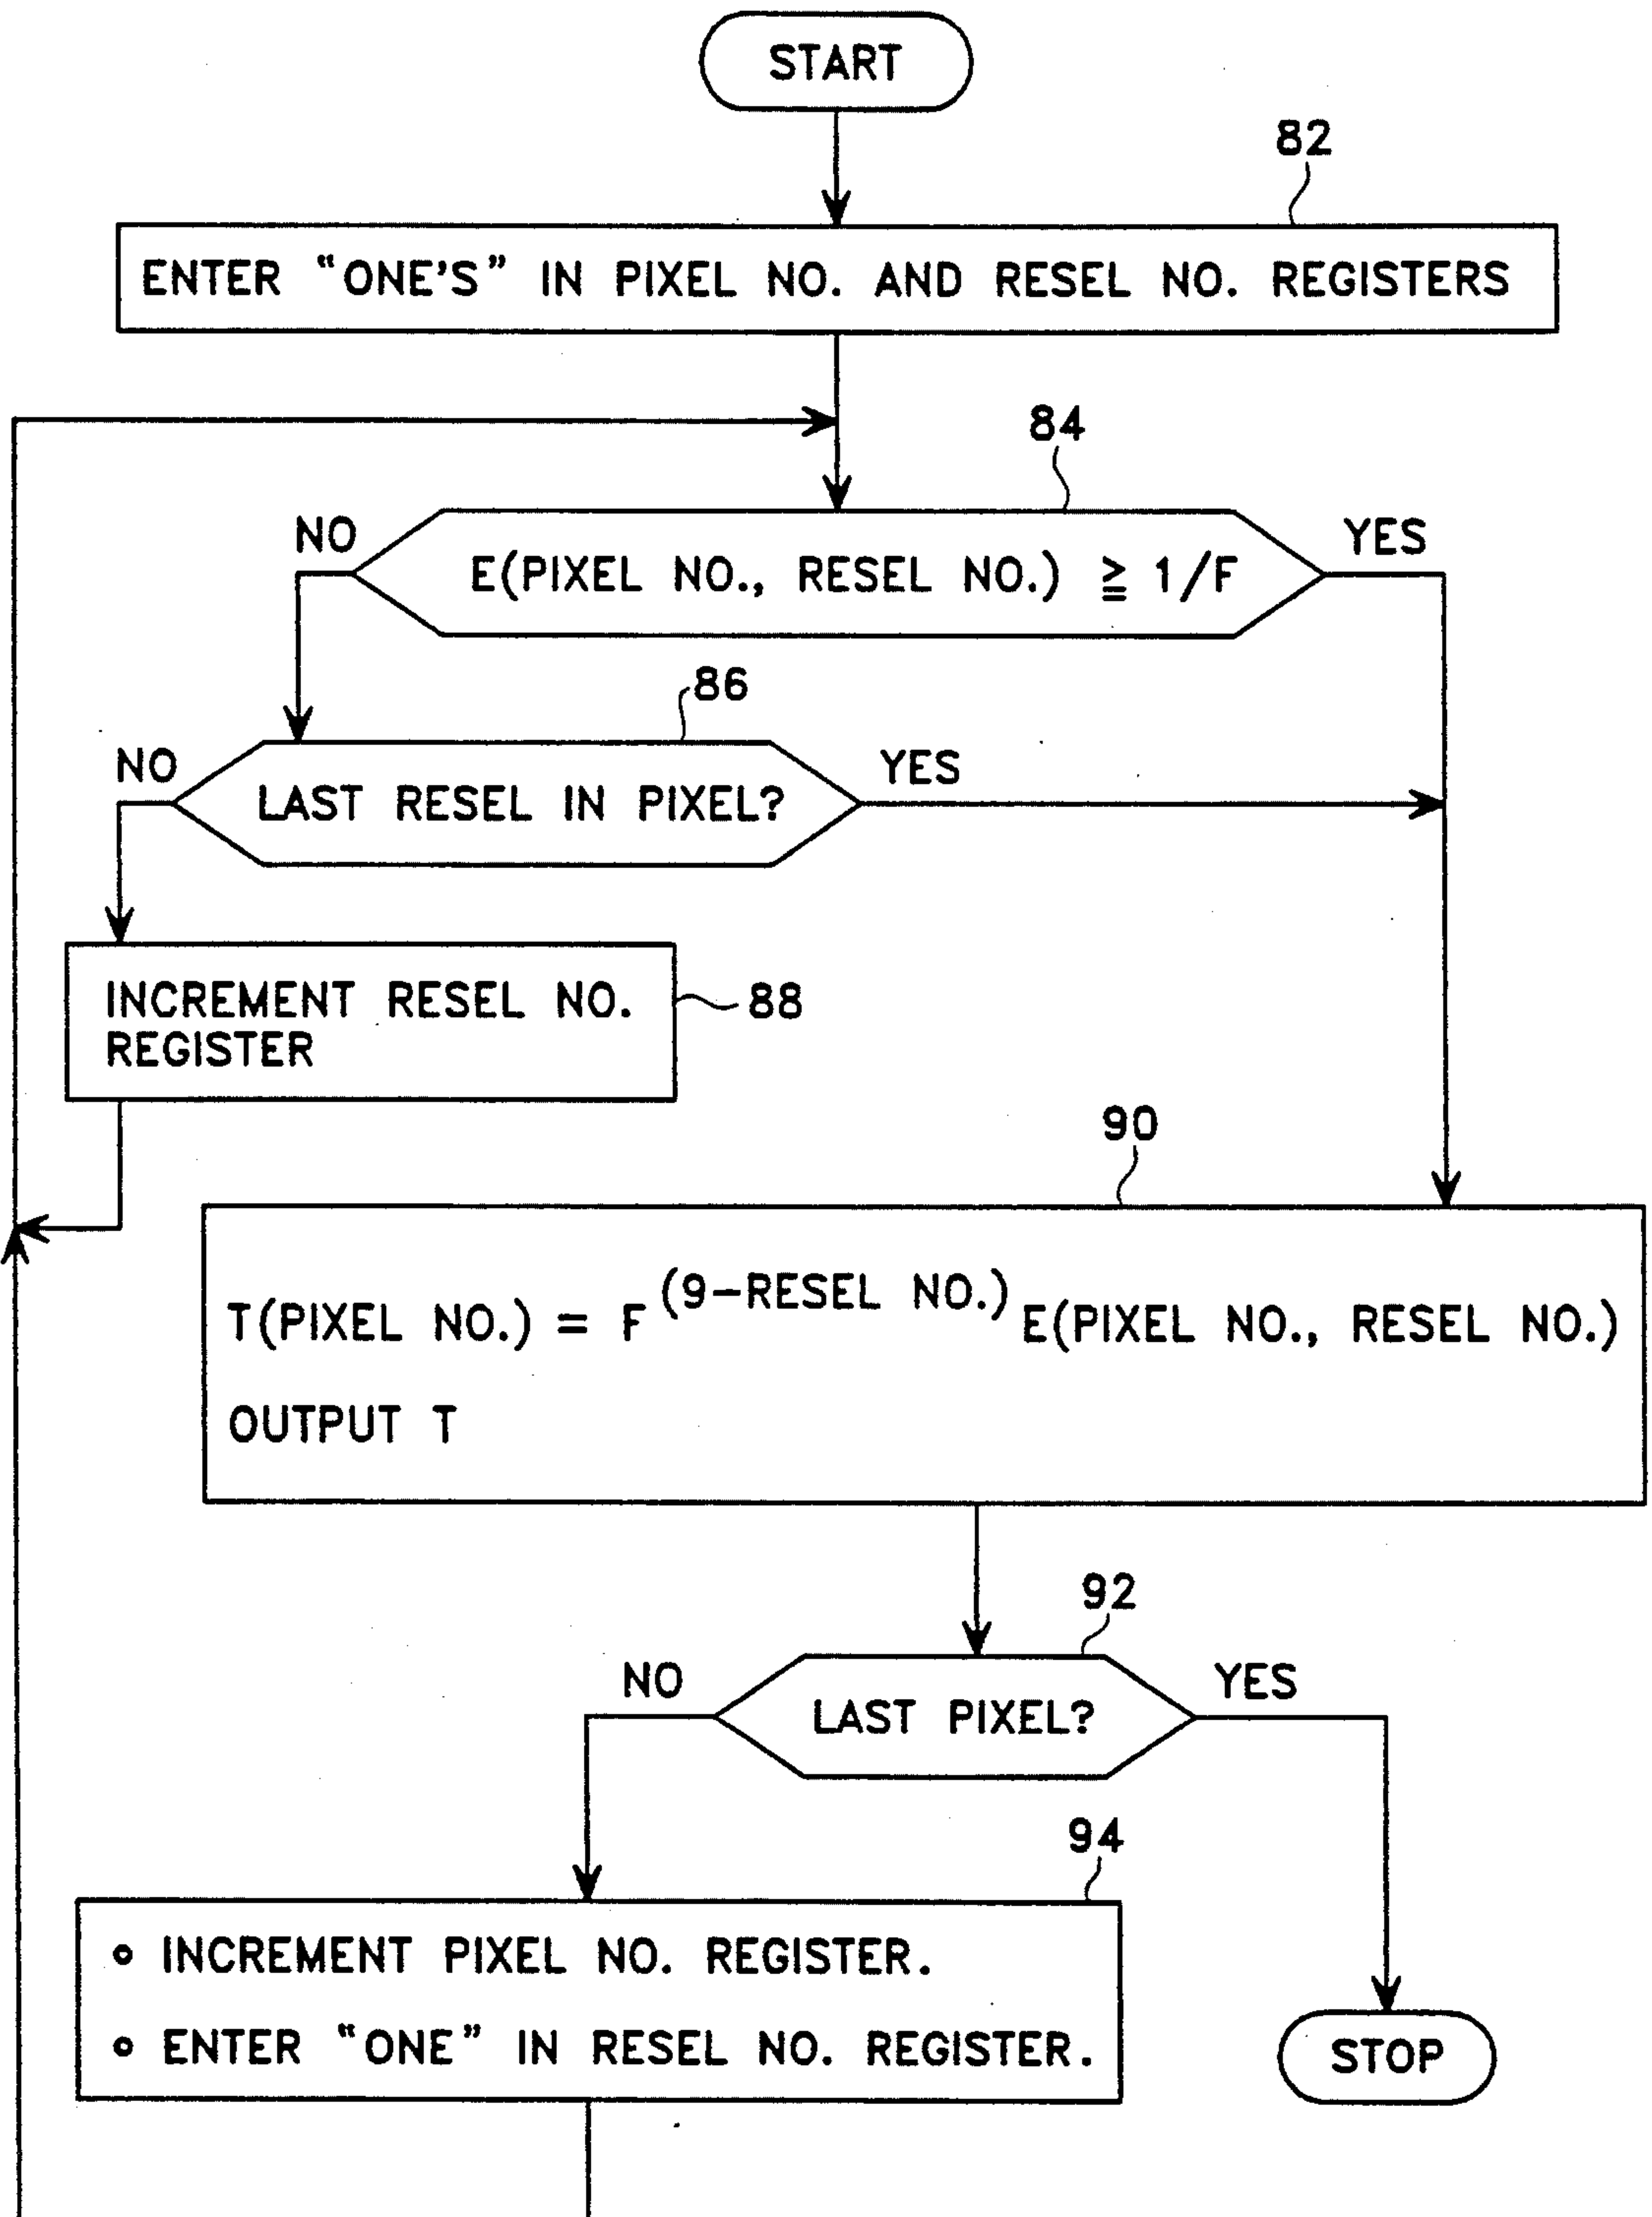 START
82
ENTER "ONE'S" IN PIXEL NO. AND RESEL NO. REGISTERS
84
NO
YES
E(PIXEL NO., RESEL NO.) ≧ 1/F
86
NO
YES
LAST RESEL IN PIXEL?
INCREMENT RESEL NO.
REGISTER
88
90
T(PIXEL NO.) = F^(9-RESEL NO.) E(PIXEL NO., RESEL NO.)
OUTPUT T
92
NO
YES
LAST PIXEL?
94
∘ INCREMENT PIXEL NO. REGISTER.
∘ ENTER "ONE" IN RESEL NO. REGISTER.
STOP